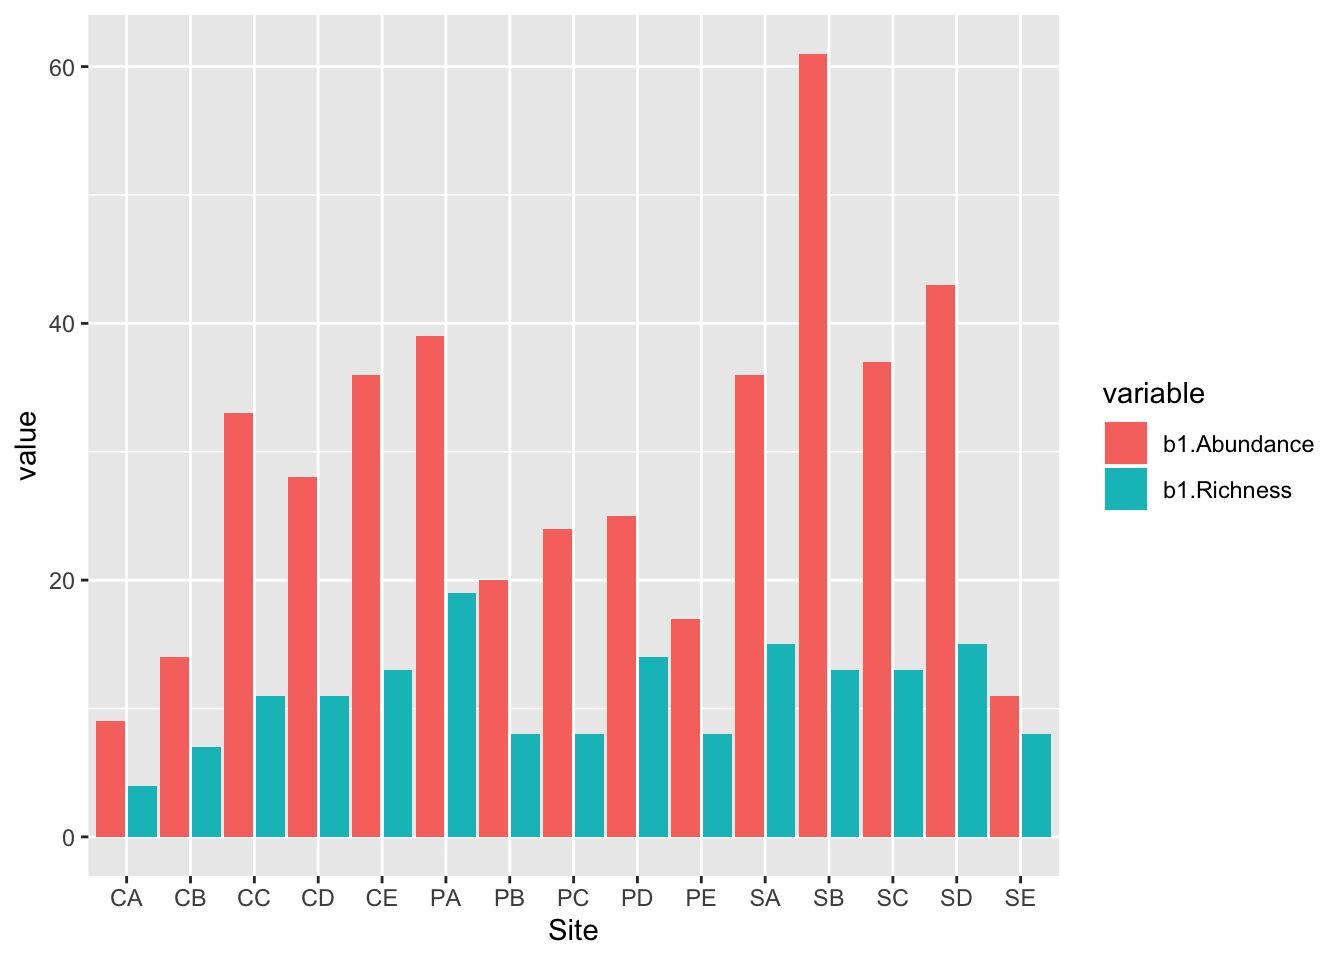 60
40
20
0
value
CA CB CC CD CE PA PB PC PD PE SA SB SC SD SE
Site
variable
b1.Abundance
b1.Richness